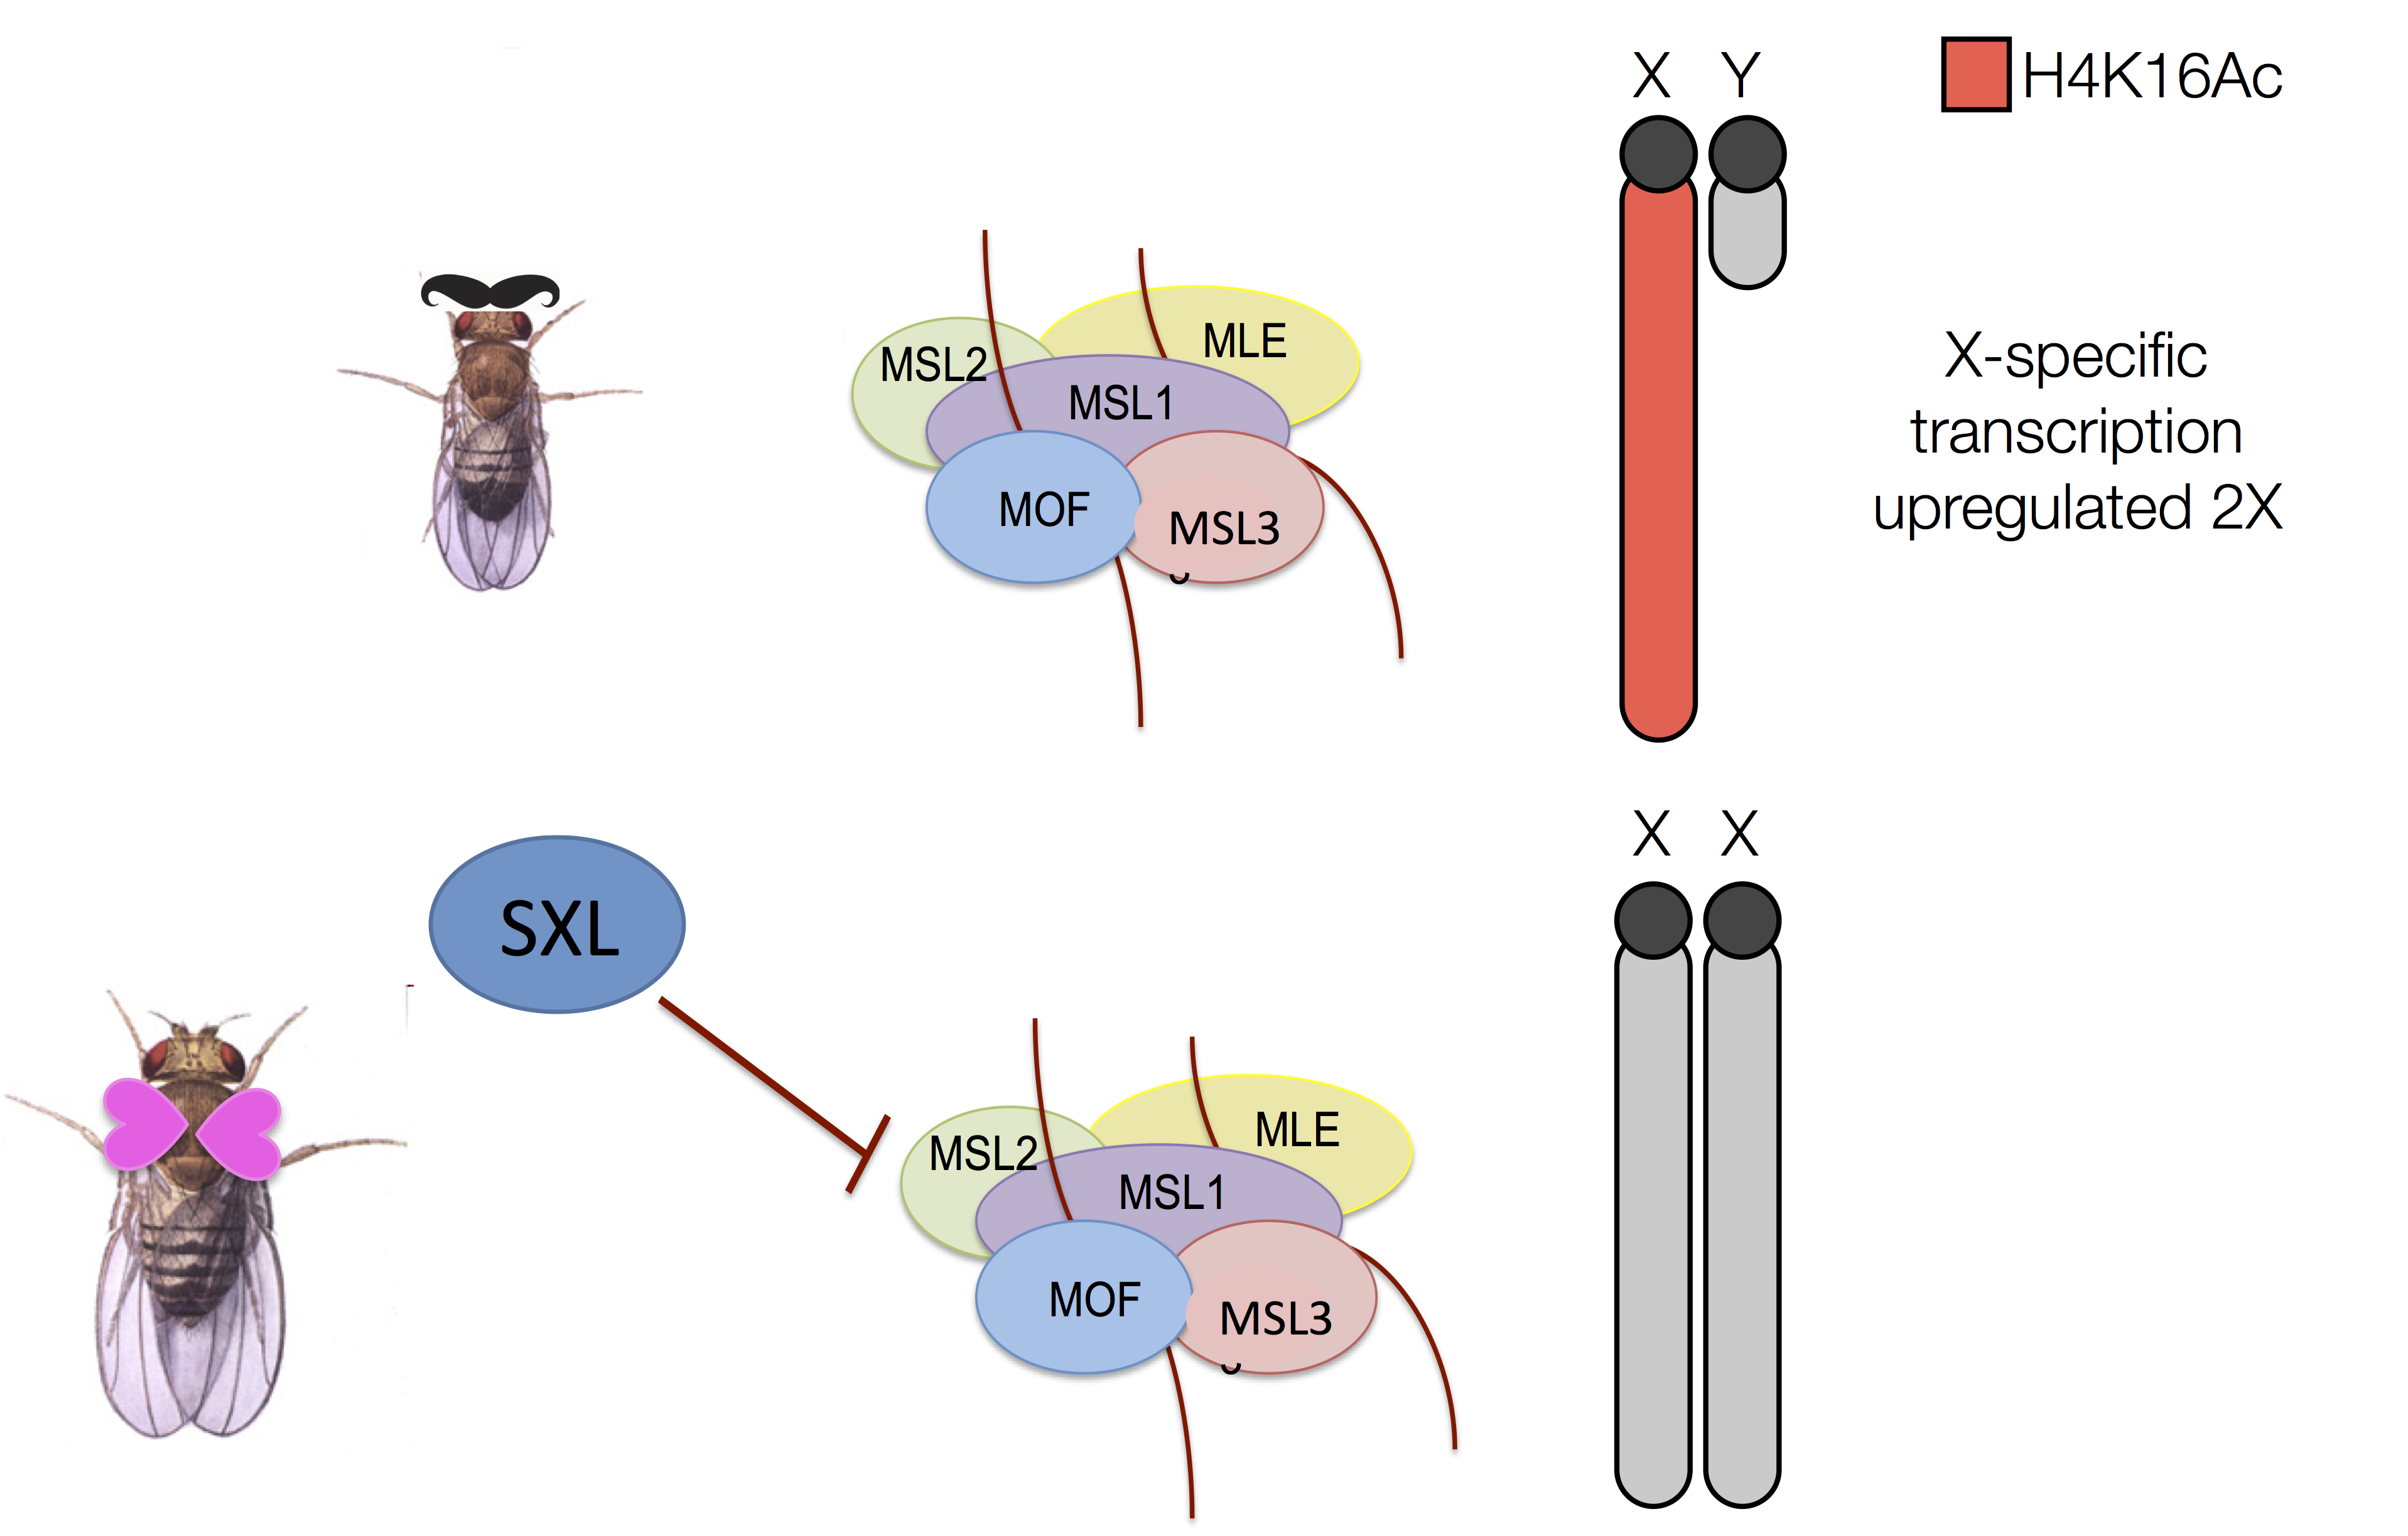 X Y
H4K16Ac
MSL2
MLE
MSL1
MOF
MSL3
X-specific
transcription
upregulated 2X
X X
SXL
MSL2
MLE
MSL1
MOF
MSL3